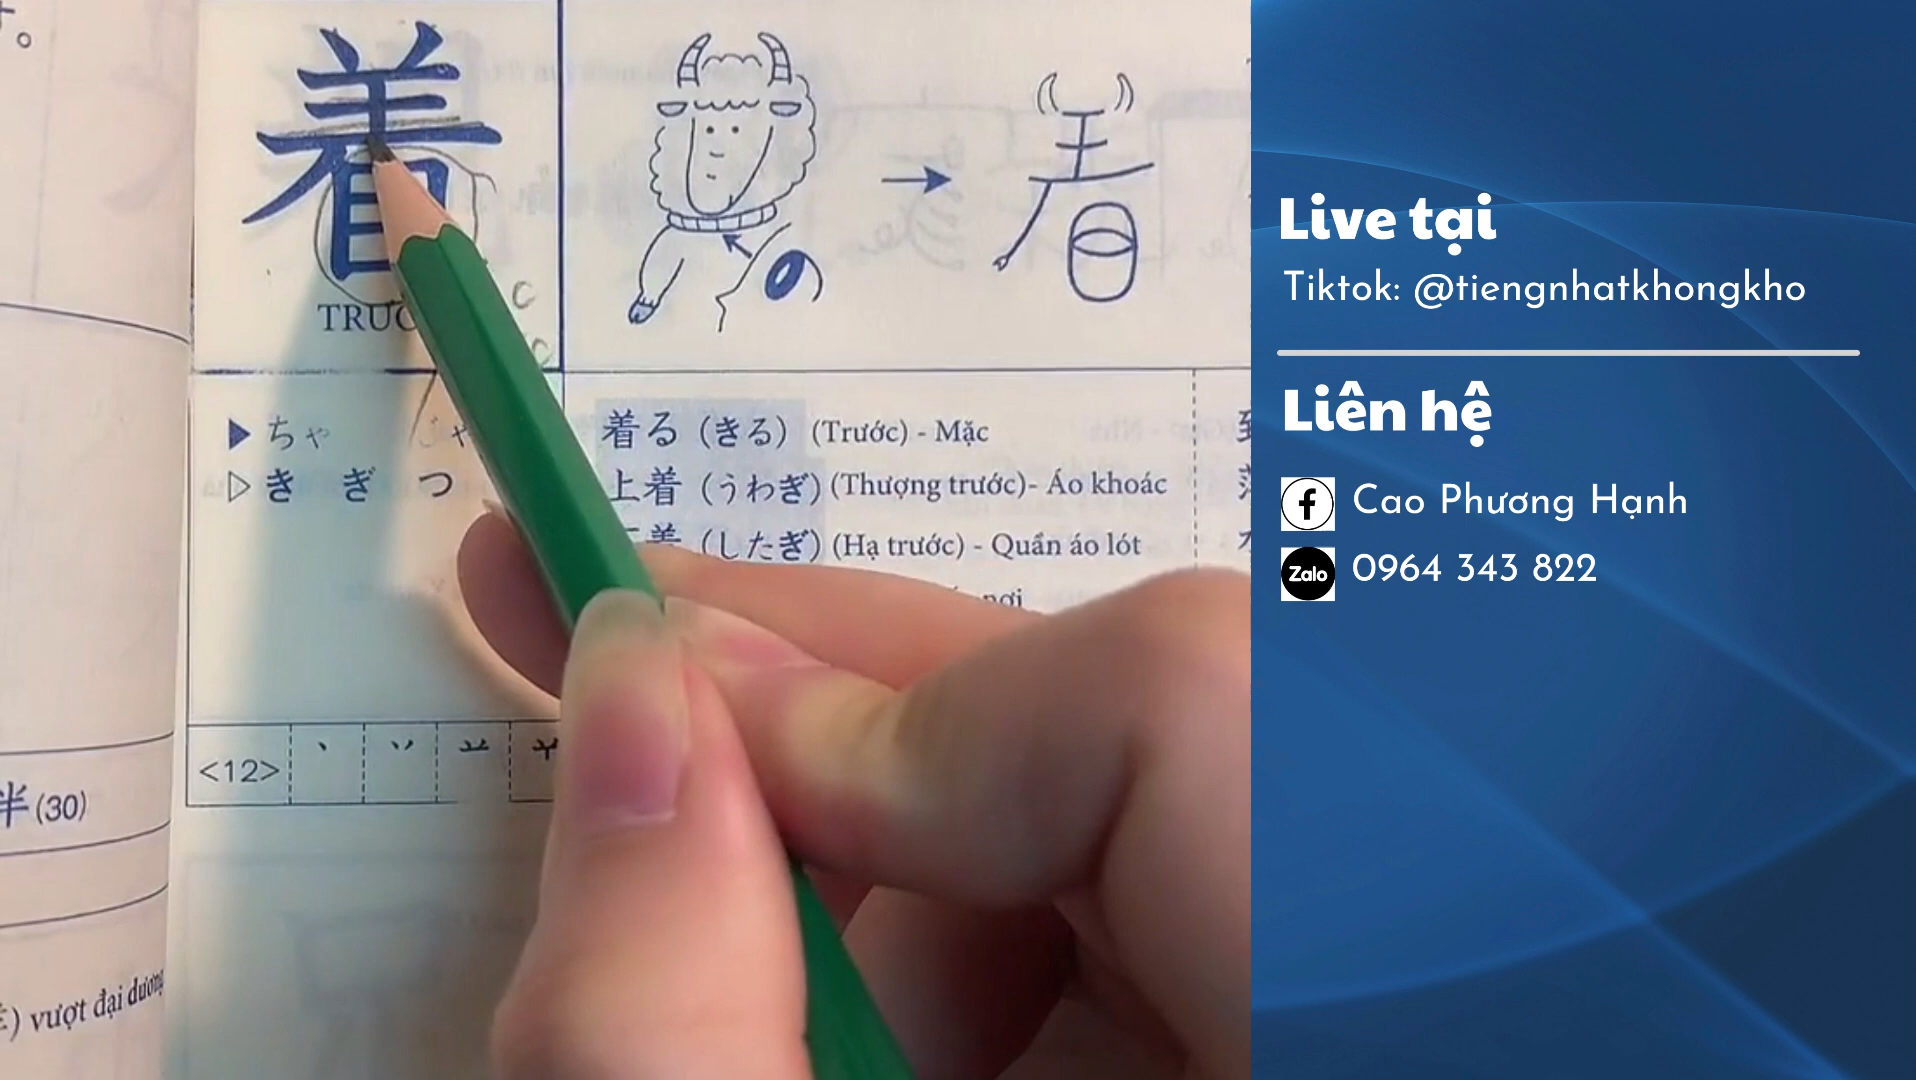 着
▶ ちゃ
▷ き ぎ つ
着る (きる) (Trước) - Mặc
上着 (うわぎ) (Thượng trước)- Áo khoác
着 (したぎ) (Hạ trước) - Quần áo lót
<12>
半 (30)
) vượt đại dương
Live tại
Tiktok: @tiengnhatkhongkho
Liên hệ
Cao Phương Hạnh
Zalo 0964 343 822